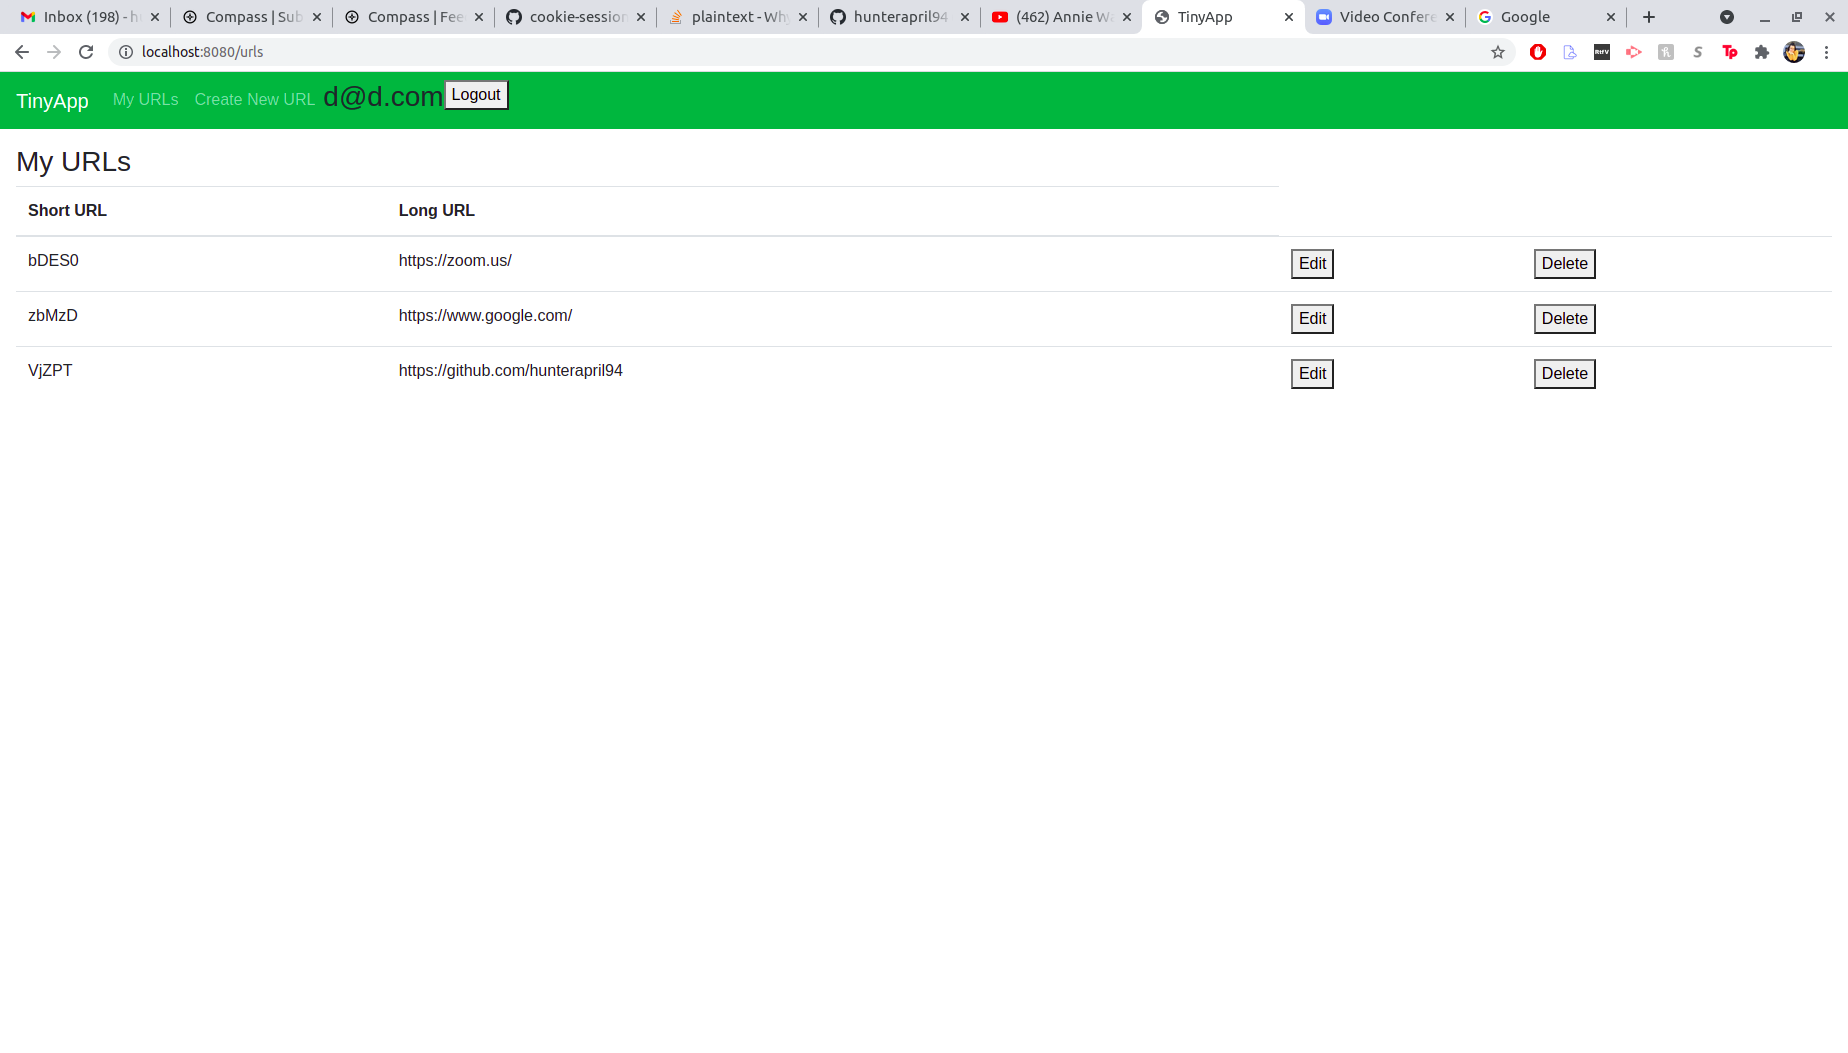 Inbox (198) - h Compass | Sub Compass | Fee cookie-session plaintext - Why hunterapril94 (462) Annie Wa TinyApp Video Confere Google
localhost:8080/urls
TinyApp My URLs Create New URL d@d.com Logout
My URLs
Short URL Long URL
bDES0 https://zoom.us/ Edit Delete
zbMzD https://www.google.com/ Edit Delete
VjZPT https://github.com/hunterapril94 Edit Delete